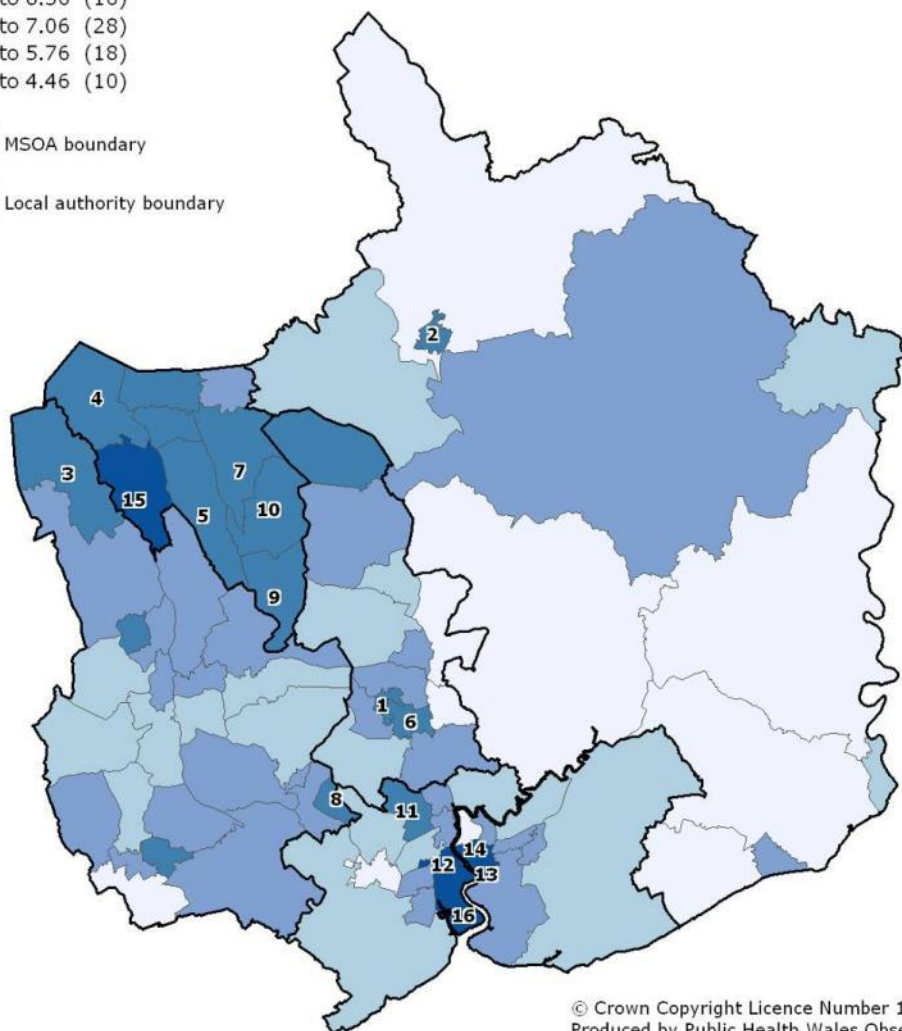 to 7.06 (28)
to 5.76 (18)
to 4.46 (10)
MSOA boundary
Local authority boundary
2
4
3
7
15
10
5
9
1
6
8
11
14
12
13
16
© Crown Copyright Licence Number 1
Produced by Public Health Wales Obse